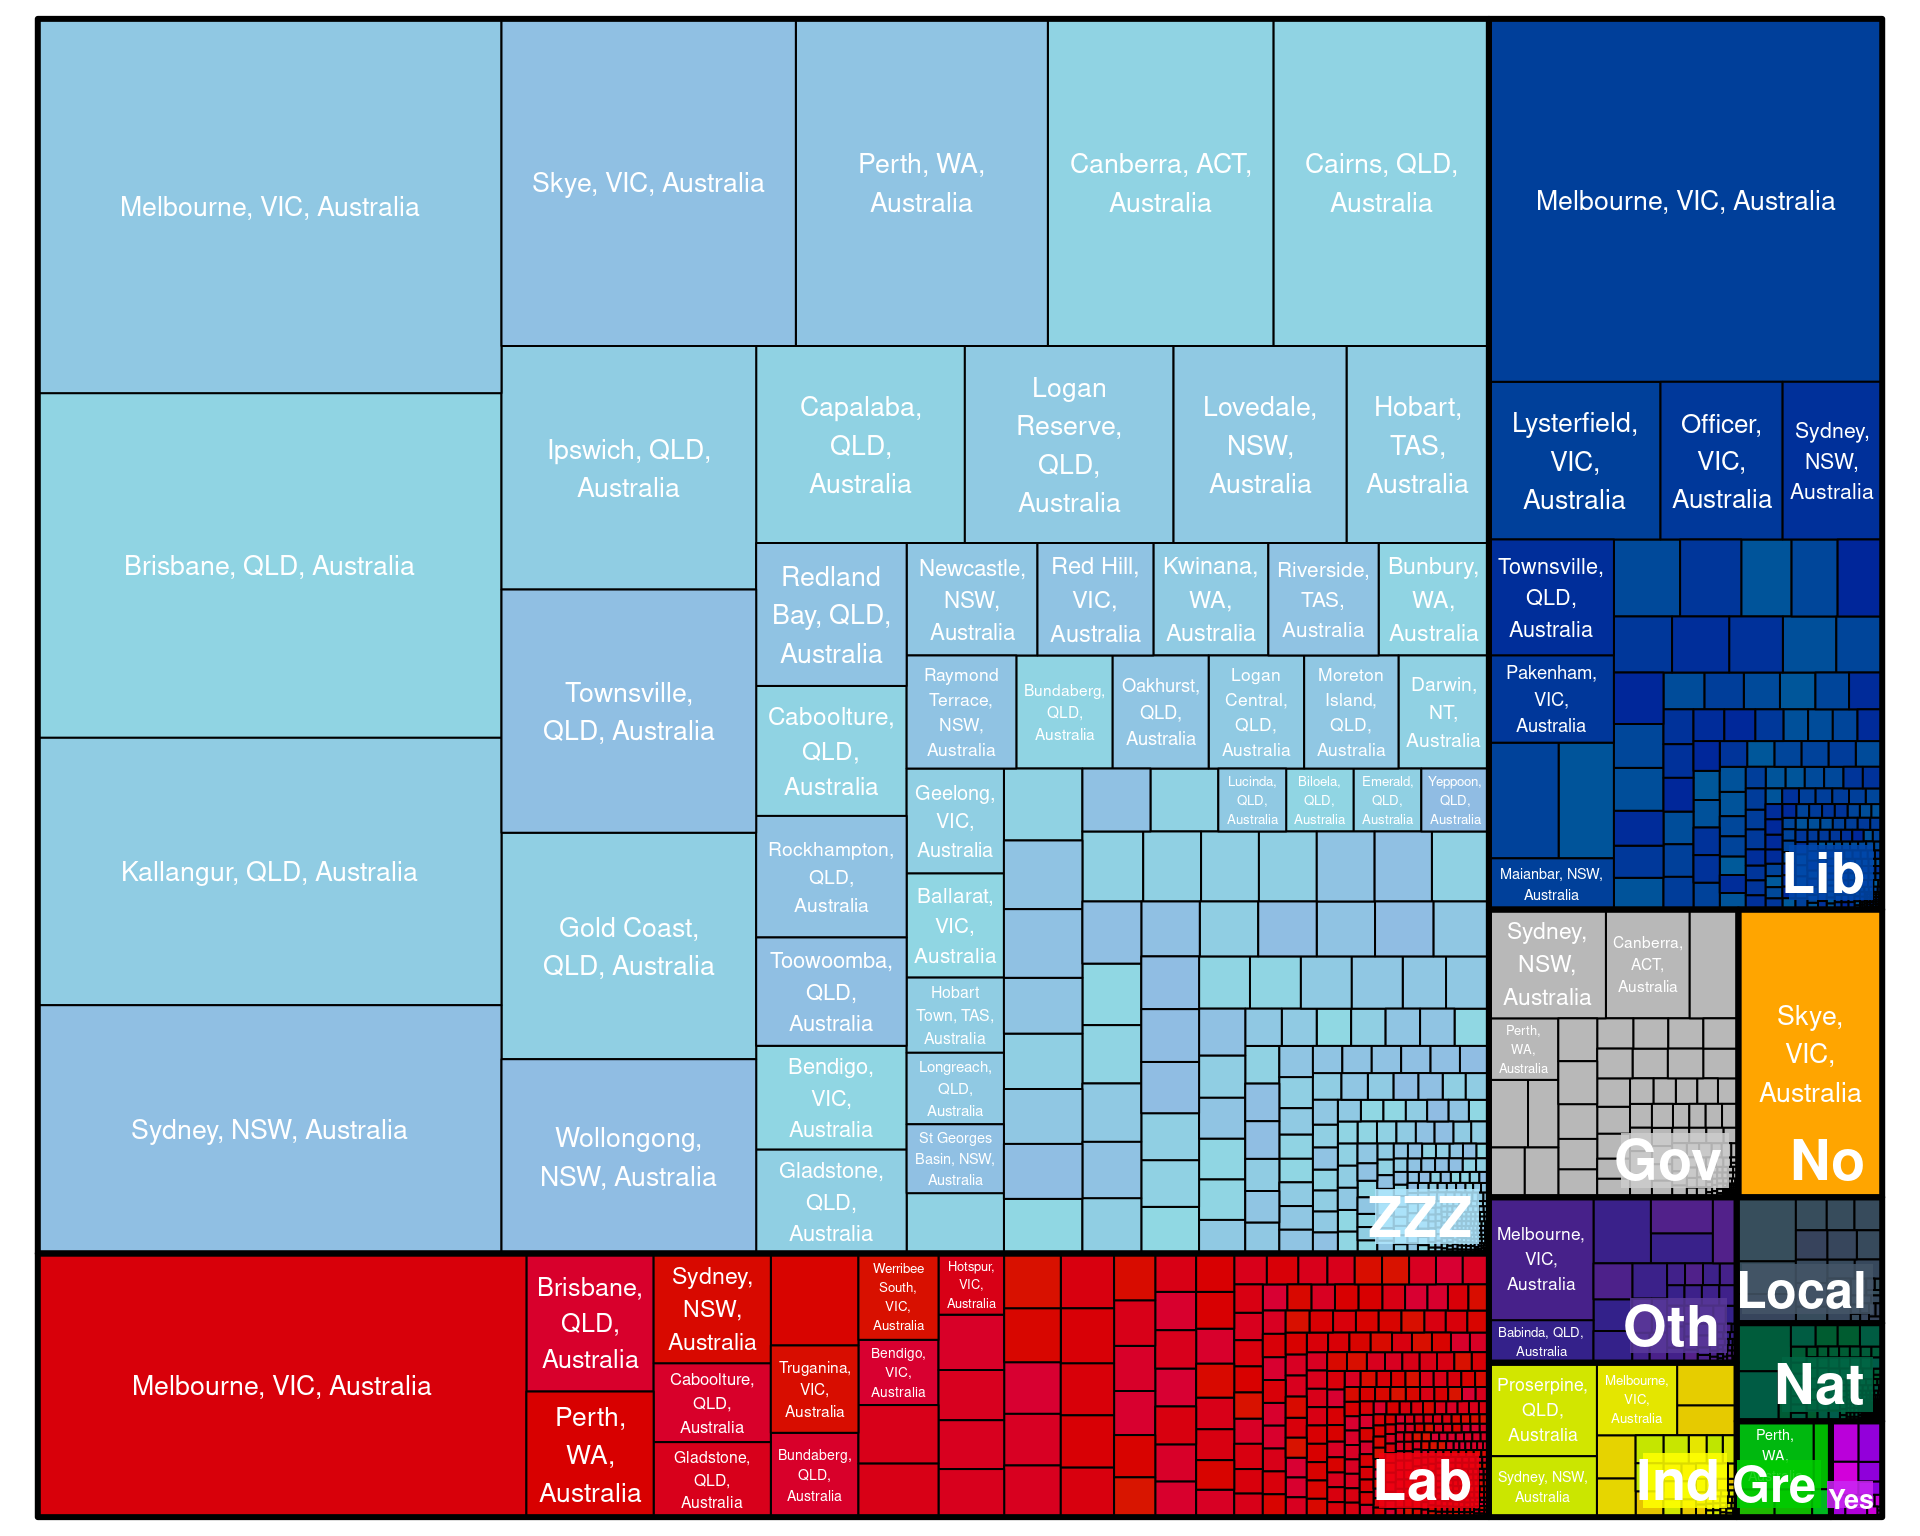 Melbourne, VIC, Australia
Brisbane, QLD, Australia
Kallangur, QLD, Australia
Sydney, NSW, Australia
Skye, VIC, Australia
Perth, WA,
Australia
Canberra, ACT,
Australia
Cairns, QLD,
Australia
Ipswich, QLD,
Australia
Townsville,
QLD, Australia
Gold Coast,
QLD, Australia
Wollongong,
NSW, Australia
Capalaba,
QLD,
Australia
Logan
Reserve,
QLD,
Australia
Lovedale,
NSW,
Australia
Hobart,
TAS,
Australia
Redland
Bay, QLD,
Australia
Caboolture,
QLD,
Australia
Rockhampton,
QLD,
Australia
Toowoomba,
QLD,
Australia
Bendigo,
VIC,
Australia
Gladstone,
QLD,
Australia
Newcastle,
NSW,
Australia
Red Hill,
VIC,
Australia
Kwinana,
WA,
Australia
Riverside,
TAS,
Australia
Bunbury,
WA,
Australia
Raymond
Terrace,
NSW,
Australia
Bundaberg,
QLD,
Australia
Oakhurst,
QLD,
Australia
Logan
Central,
QLD,
Australia
Moreton
Island,
QLD,
Australia
Darwin,
NT,
Australia
Geelong,
VIC,
Australia
Ballarat,
VIC,
Australia
Hobart
Town, TAS,
Australia
Longreach,
QLD,
Australia
St Georges
Basin, NSW,
Australia
Lucinda,
QLD,
Australia
Biloela,
QLD,
Australia
Emerald,
QLD,
Australia
Yeppoon,
QLD,
Australia
ZZZ
Melbourne, VIC, Australia
Lysterfield,
VIC,
Australia
Officer,
VIC,
Australia
Sydney,
NSW,
Australia
Townsville,
QLD,
Australia
Pakenham,
VIC,
Australia
Maianbar, NSW,
Australia
Lib
Sydney,
NSW,
Australia
Canberra,
ACT,
Australia
Perth,
WA,
Australia
Gov
Skye,
VIC,
Australia
No
Melbourne,
VIC,
Australia
Babinda, QLD,
Australia
Oth
Local
Nat
Melbourne, VIC, Australia
Brisbane,
QLD,
Australia
Perth,
WA,
Australia
Sydney,
NSW,
Australia
Caboolture,
QLD,
Australia
Gladstone,
QLD,
Australia
Truganina,
VIC,
Australia
Bundaberg,
QLD,
Australia
Werribee
South,
VIC,
Australia
Bendigo,
VIC,
Australia
Hotspur,
VIC,
Australia
Lab
Proserpine,
QLD,
Australia
Melbourne,
VIC,
Australia
Sydney, NSW,
Australia
Ind
Perth,
WA,
Gre
Yes